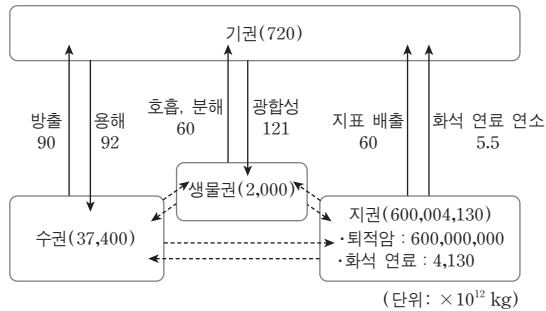 기권(720)
방출
90
용해
92
호흡, 분해
60
광합성
121
지표 배출
60
화석 연료 연소
5.5
생물권(2,000)
수권(37,400)
지권(600,004,130)
·퇴적암 : 600,000,000
·화석 연료 : 4,130
(단위: ×10¹² kg)